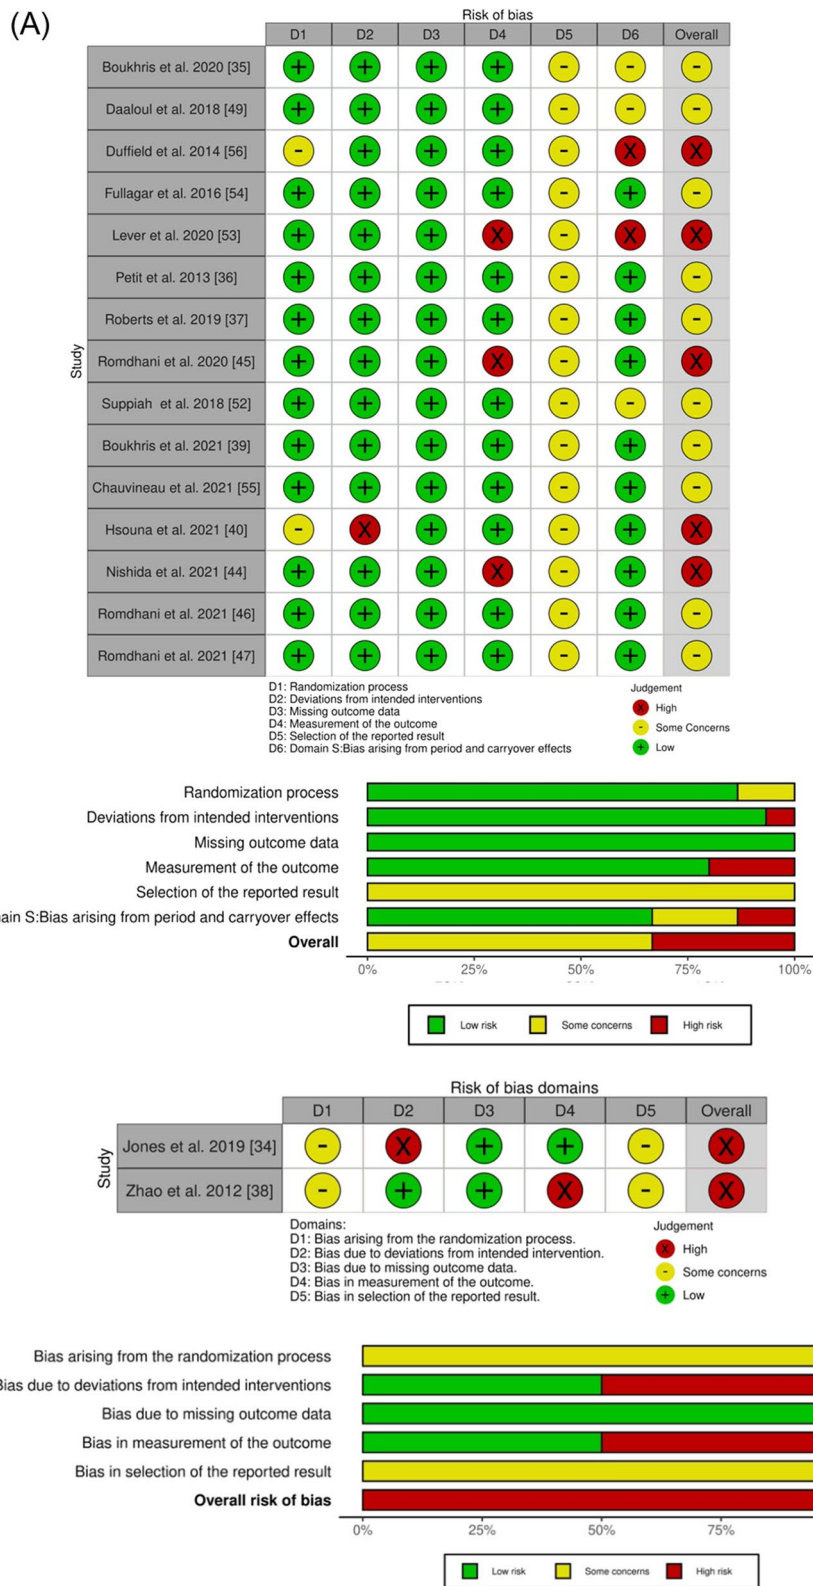 (A)
Risk of bias
D1 D2 D3 D4 D5 D6 Overall
Study
Boukhris et al. 2020 [35] + + + + - - -
Daaloul et al. 2018 [49] + + + + - - -
Duffield et al. 2014 [56] - + + + - X X
Fullagar et al. 2016 [54] + + + + - + -
Lever et al. 2020 [53] + + + X - X X
Petit et al. 2013 [36] + + + + - + -
Roberts et al. 2019 [37] + + + + - + -
Romdhani et al. 2020 [45] + + + X - + X
Suppiah et al. 2018 [52] + + + + - - -
Boukhris et al. 2021 [39] + + + + - + -
Chauvineau et al. 2021 [55] + + + + - + -
Hsouna et al. 2021 [40] - X + + - + X
Nishida et al. 2021 [44] + + + X - + X
Romdhani et al. 2021 [46] + + + + - + -
Romdhani et al. 2021 [47] + + + + - + -
D1: Randomization process
D2: Deviations from intended interventions
D3: Missing outcome data
D4: Measurement of the outcome
D5: Selection of the reported result
D6: Domain S:Bias arising from period and carryover effects
Judgement
X High
- Some Concerns
+ Low
Randomization process
Deviations from intended interventions
Missing outcome data
Measurement of the outcome
Selection of the reported result
ain S:Bias arising from period and carryover effects
Overall
0% 25% 50% 75% 100%
Low risk Some concerns High risk
Risk of bias domains
D1 D2 D3 D4 D5 Overall
Study
Jones et al. 2019 [34] - X + + - X
Zhao et al. 2012 [38] - + + X - X
Domains:
D1: Bias arising from the randomization process.
D2: Bias due to deviations from intended intervention.
D3: Bias due to missing outcome data.
D4: Bias in measurement of the outcome.
D5: Bias in selection of the reported result.
Judgement
X High
- Some concerns
+ Low
Bias arising from the randomization process
Bias due to deviations from intended interventions
Bias due to missing outcome data
Bias in measurement of the outcome
Bias in selection of the reported result
Overall risk of bias
0% 25% 50% 75%
Low risk Some concerns High risk